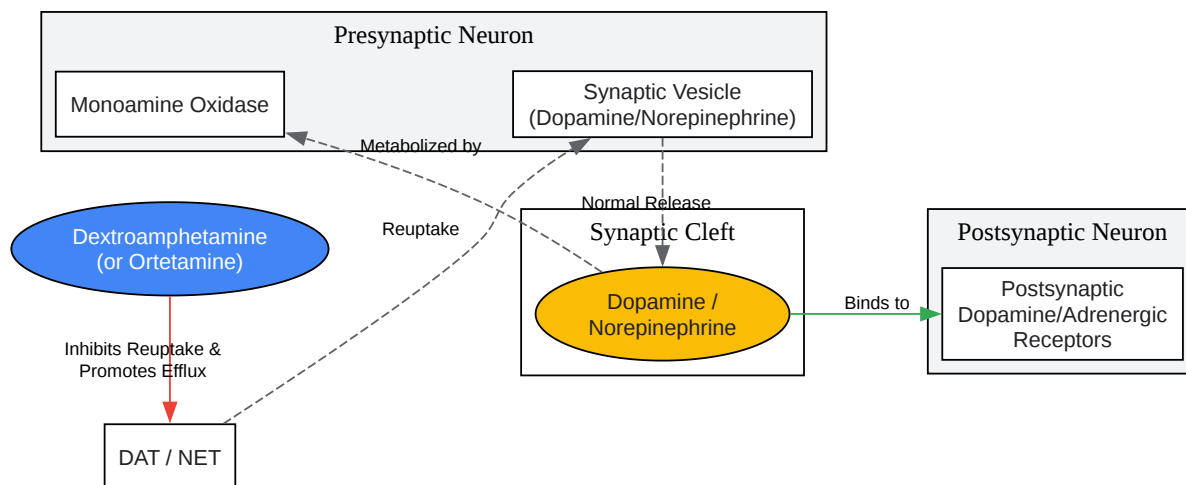 Presynaptic Neuron
Monoamine Oxidase
Synaptic Vesicle
(Dopamine/Norepinephrine)
Metabolized by
Normal Release
Reuptake
Dextroamphetamine
(or Ortetamine)
Synaptic Cleft
Postsynaptic Neuron
Dopamine /
Norepinephrine
Binds to
Postsynaptic
Dopamine/Adrenergic
Receptors
Inhibits Reuptake &
Promotes Efflux
DAT / NET